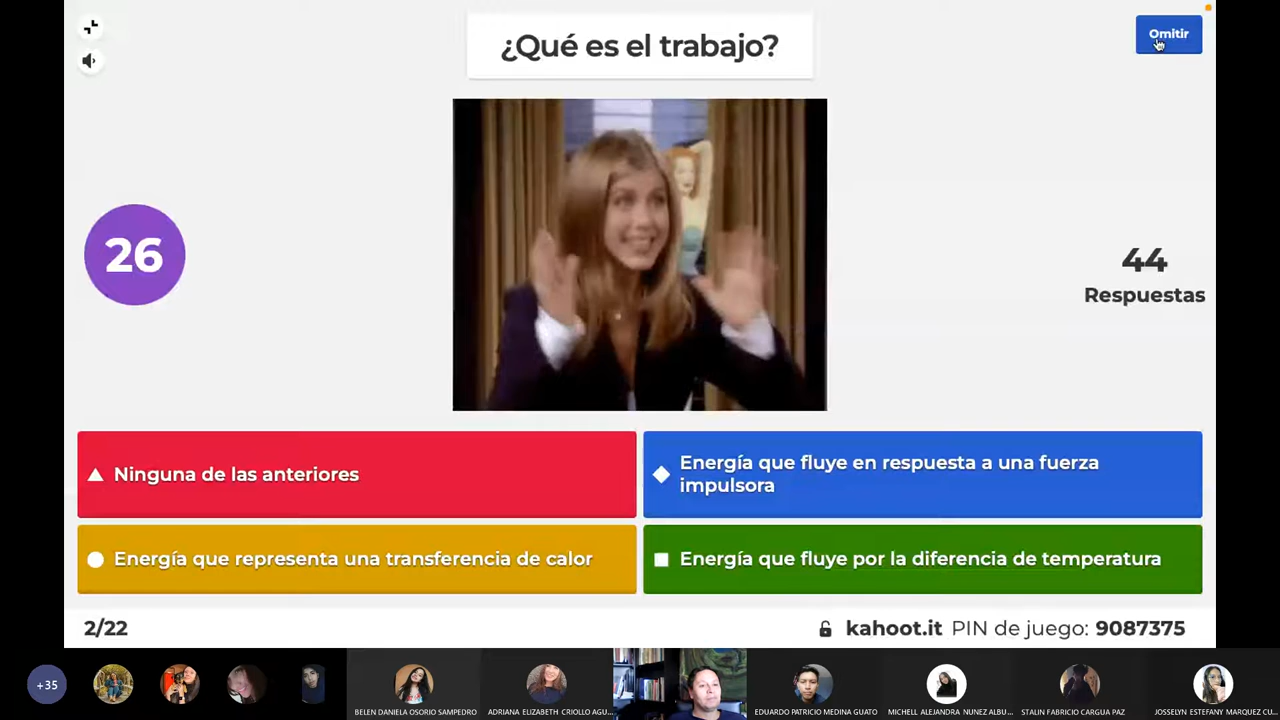 ¿Qué es el trabajo?
Omitir
26
44
Respuestas
Ninguna de las anteriores
Energía que fluye en respuesta a una fuerza
impulsora
Energía que representa una transferencia de calor
Energía que fluye por la diferencia de temperatura
2/22
kahoot.it PIN de juego: 9087375
+35
BELEN DANIELA OSORIO SAMPEDRO
ADRIANA ELIZABETH CRIOLLO AGU...
EDUARDO PATRICIO MEDINA GUATO
MICHELL ALEJANDRA NUNEZ ALBU...
STALIN FABRICIO CARGUA PAZ
JOSSELYN ESTEFANY MARQUEZ CU...